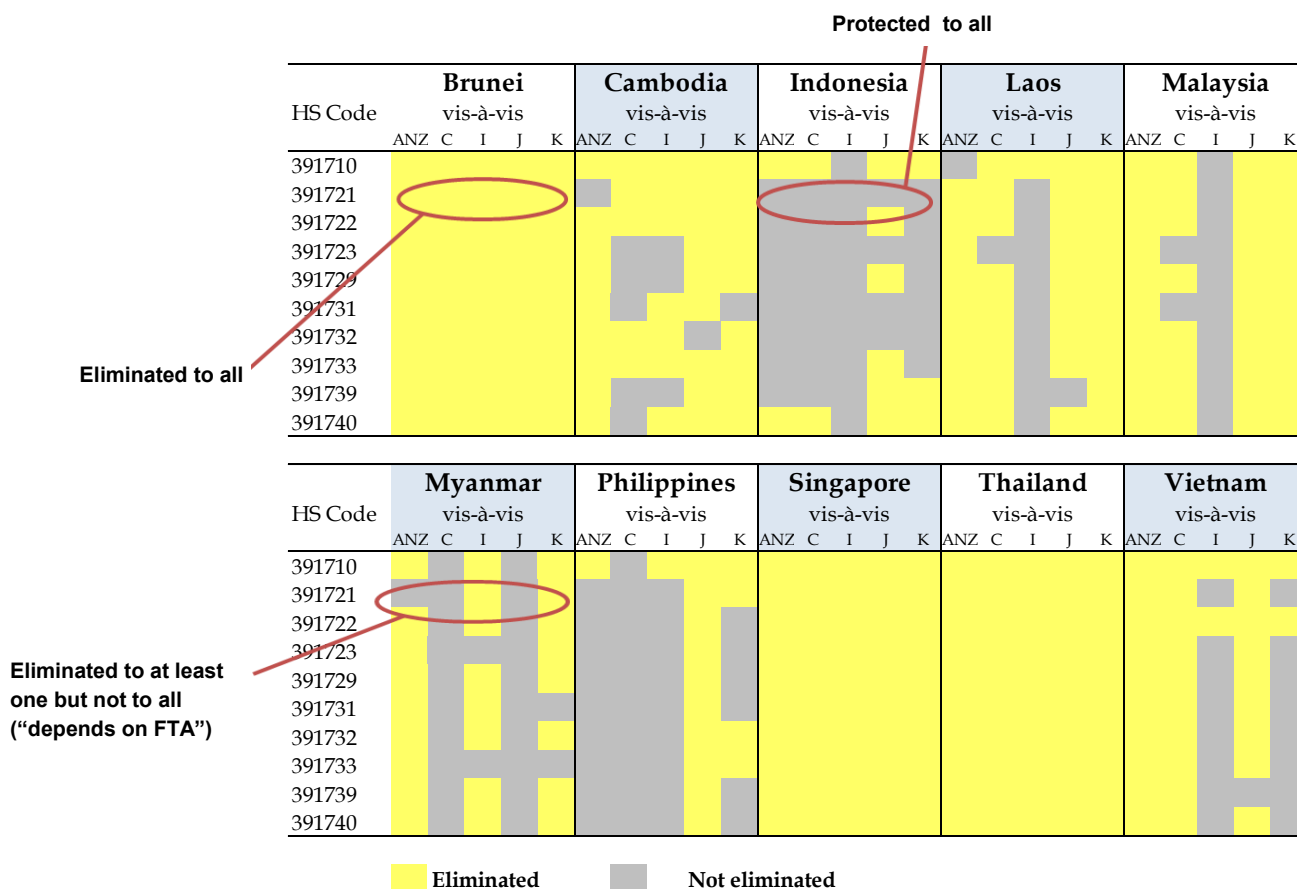 Protected to all
Brunei Cambodia Indonesia Laos Malaysia
HS Code vis-à-vis vis-à-vis vis-à-vis vis-à-vis vis-à-vis
ANZ C I J K ANZ C I J K ANZ C I J K ANZ C I J K ANZ C I J K
391710
391721
391722
391723
391729
391731
391732
391733
391739
391740
Eliminated to all
Myanmar Philippines Singapore Thailand Vietnam
HS Code vis-à-vis vis-à-vis vis-à-vis vis-à-vis vis-à-vis
ANZ C I J K ANZ C I J K ANZ C I J K ANZ C I J K ANZ C I J K
391710
391721
391722
391723
391729
391731
391732
391733
391739
391740
Eliminated to at least
one but not to all
(“depends on FTA”)
Eliminated Not eliminated